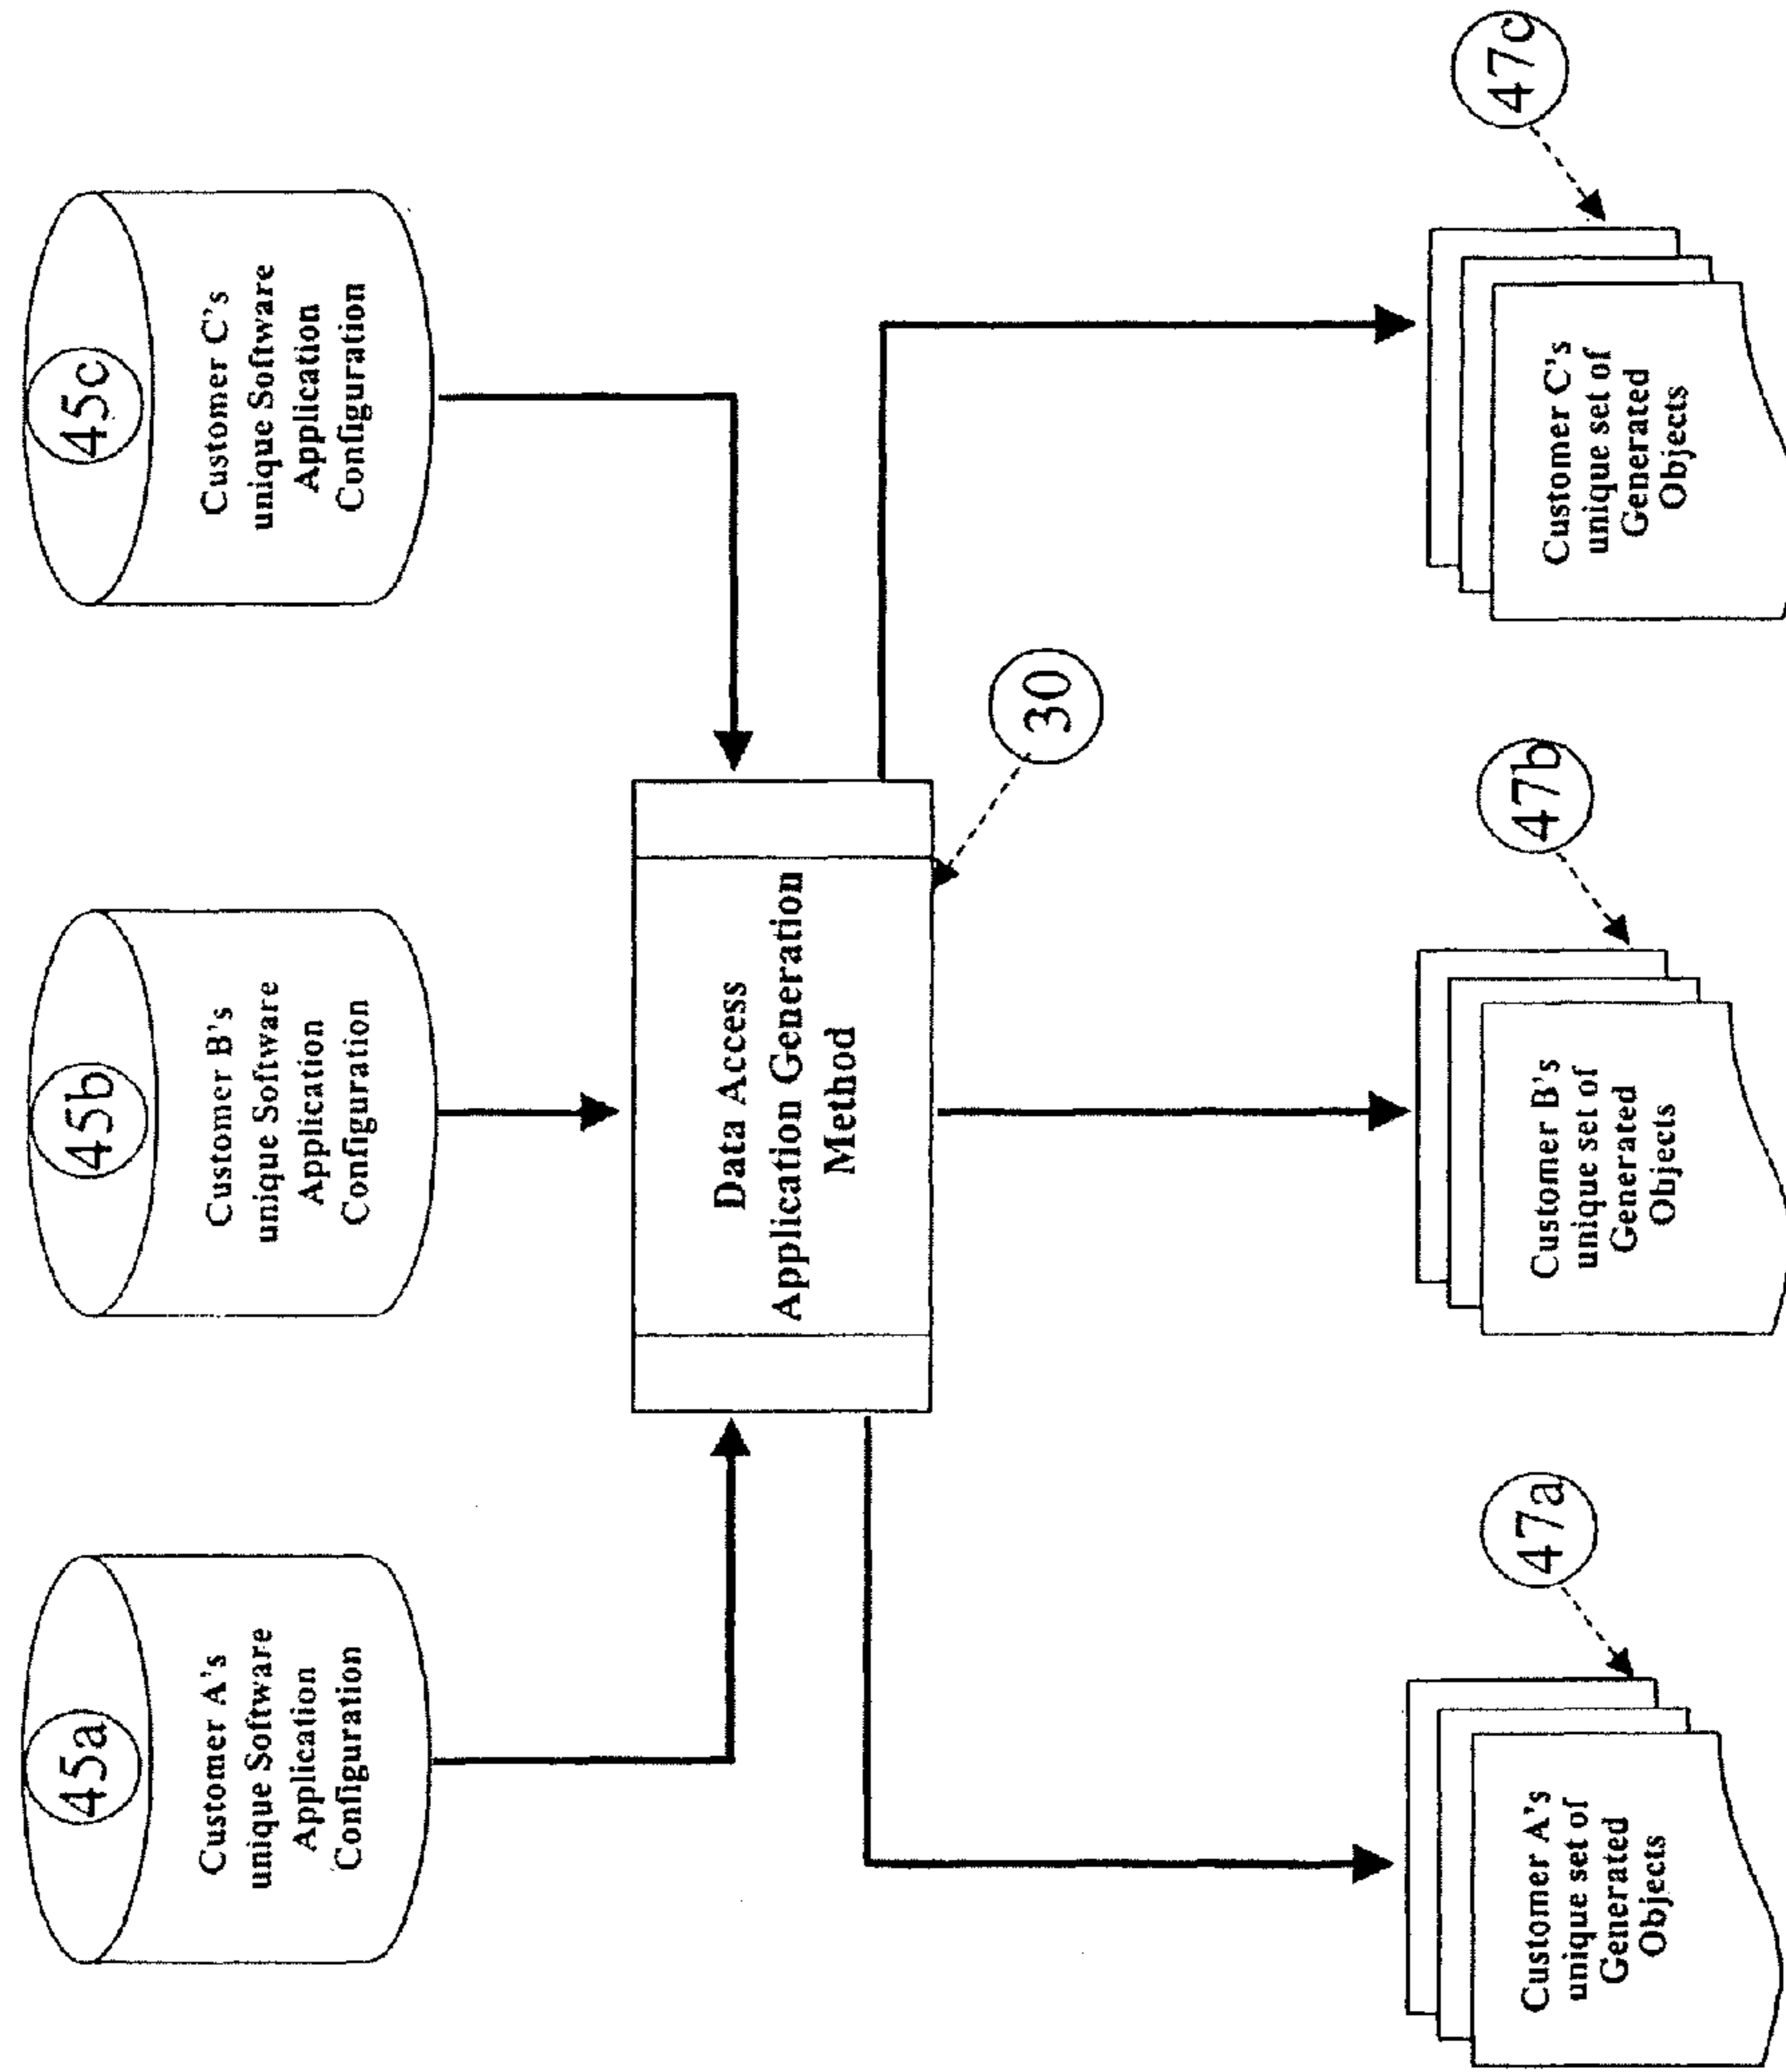 45a
Customer A's
unique Software
Application
Configuration
45b
Customer B's
unique Software
Application
Configuration
45c
Customer C's
unique Software
Application
Configuration
Data Access
Application Generation
Method
30
47a
Customer A's
unique set of
Generated
Objects
47b
Customer B's
unique set of
Generated
Objects
47c
Customer C's
unique set of
Generated
Objects